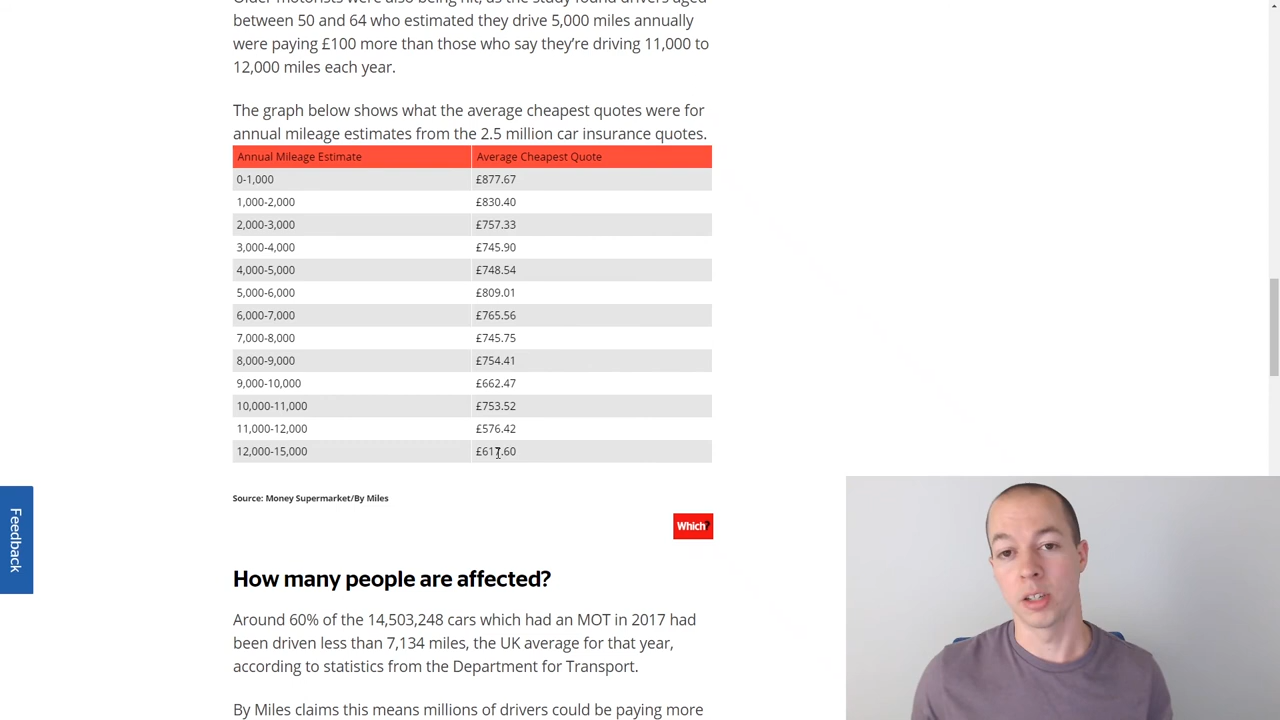 Older motorists were also being hit, as the study found drivers aged
between 50 and 64 who estimated they drive 5,000 miles annually
were paying £100 more than those who say they’re driving 11,000 to
12,000 miles each year.
The graph below shows what the average cheapest quotes were for
annual mileage estimates from the 2.5 million car insurance quotes.
Annual Mileage Estimate Average Cheapest Quote
0-1,000 £877.67
1,000-2,000 £830.40
2,000-3,000 £757.33
3,000-4,000 £745.90
4,000-5,000 £748.54
5,000-6,000 £809.01
6,000-7,000 £765.56
7,000-8,000 £745.75
8,000-9,000 £754.41
9,000-10,000 £662.47
10,000-11,000 £753.52
11,000-12,000 £576.42
12,000-15,000 £617.60
Source: Money Supermarket/By Miles
Which?
Feedback
How many people are affected?
Around 60% of the 14,503,248 cars which had an MOT in 2017 had
been driven less than 7,134 miles, the UK average for that year,
according to statistics from the Department for Transport.
By Miles claims this means millions of drivers could be paying more